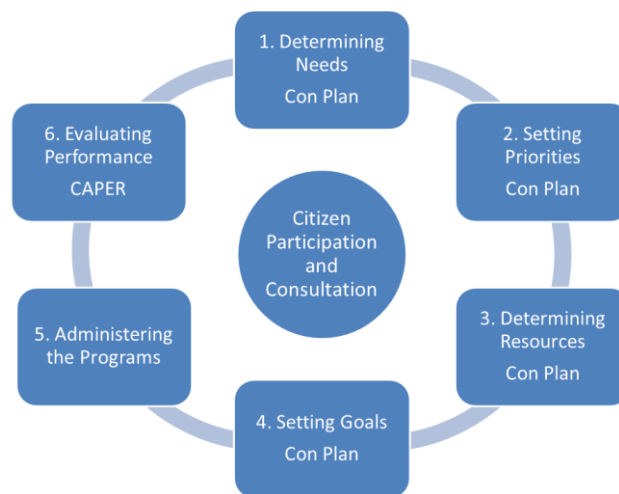 1. Determining
Needs
Con Plan
2. Setting
Priorities
Con Plan
3. Determining
Resources
Con Plan
4. Setting Goals
Con Plan
5. Administering
the Programs
6. Evaluating
Performance
CAPER
Citizen
Participation
and
Consultation